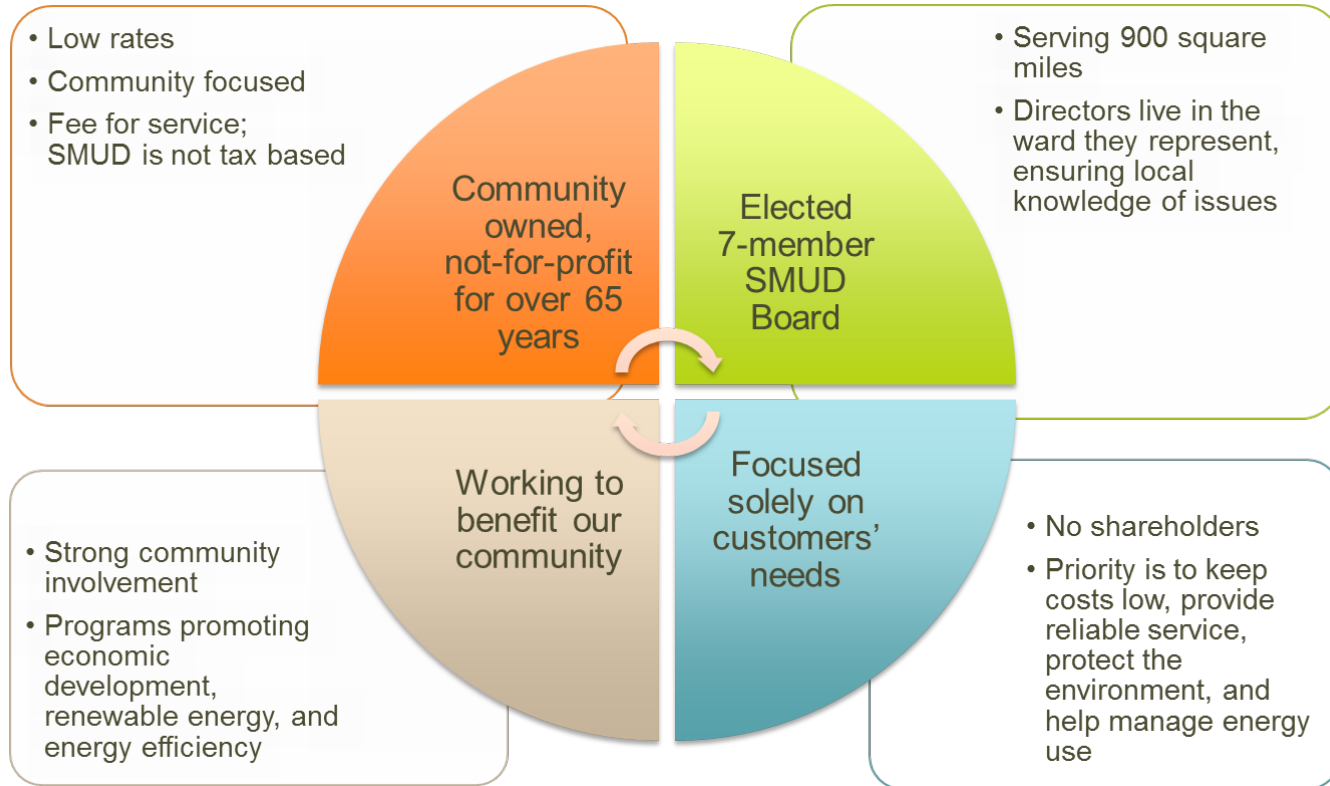 • Low rates
• Community focused
• Fee for service;
SMUD is not tax based
Community
owned,
not-for-profit
for over 65
years
• Serving 900 square
miles
• Directors live in the
ward they represent,
ensuring local
knowledge of issues
Elected
7-member
SMUD
Board
• Strong community
involvement
• Programs promoting
economic
development,
renewable energy, and
energy efficiency
Working to
benefit our
community
Focused
solely on
customers’
needs
• No shareholders
• Priority is to keep
costs low, provide
reliable service,
protect the
environment, and
help manage energy
use